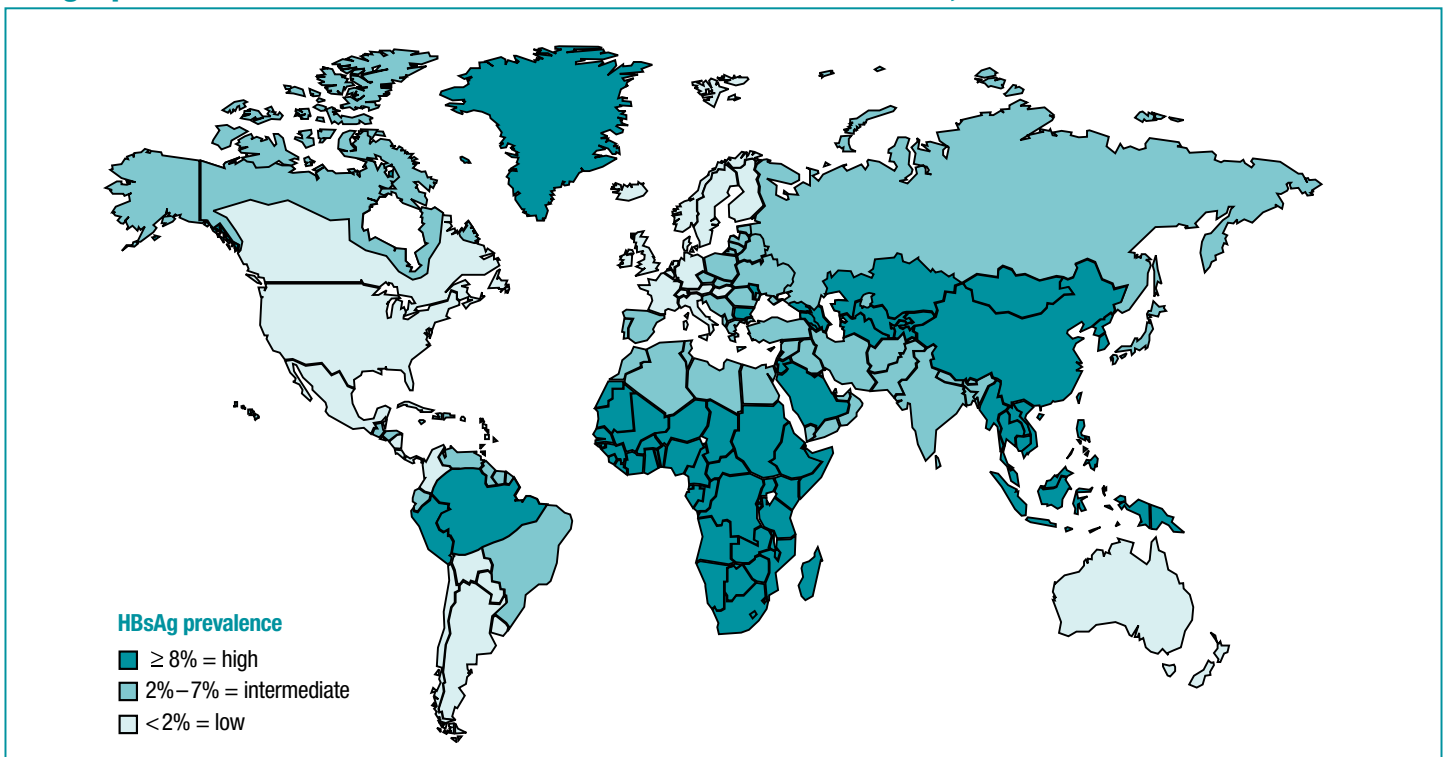 HBsAg prevalence
≥ 8% = high
2%–7% = intermediate
<2% = low